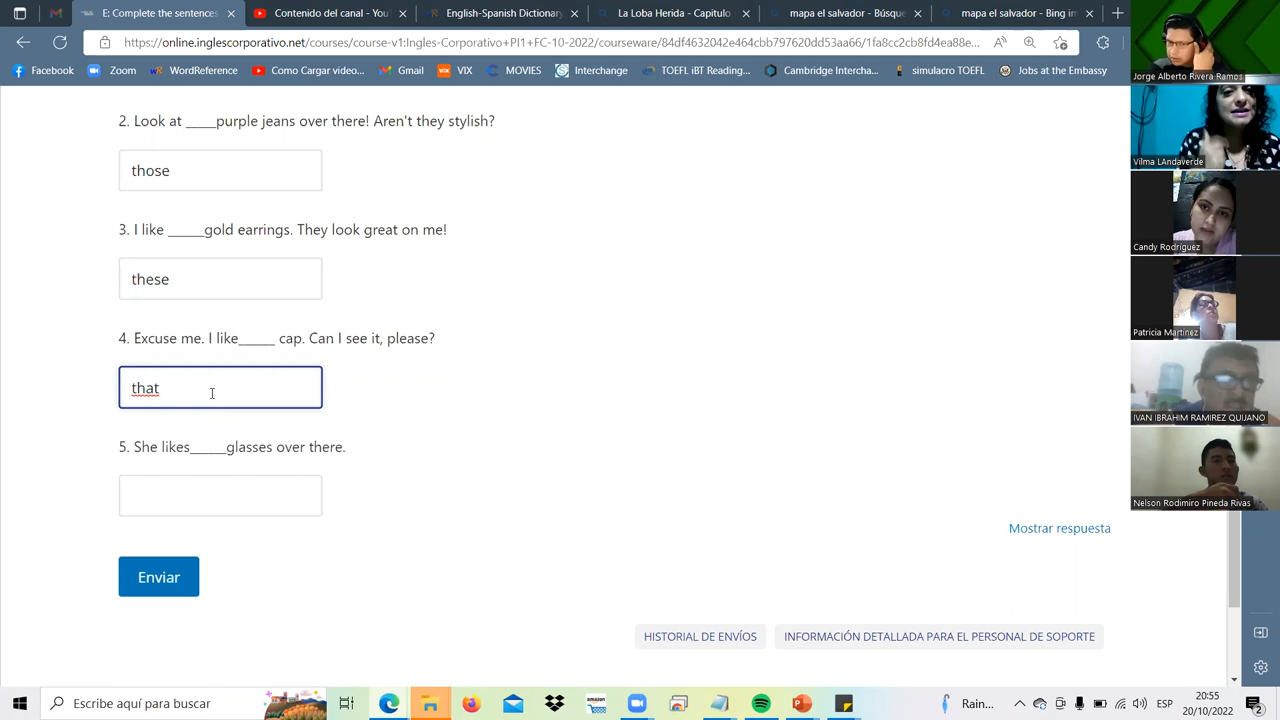 E: Complete the sentences
Contenido del canal - You
English-Spanish Dictionary
La Loba Herida - Capítulo
mapa el salvador - Búsque
mapa el salvador - Bing im
https://online.inglescorporativo.net/courses/course-v1:Ingles-Corporativo+PI1+FC-10-2022/courseware/84df4632042e464cbb797620dd53aa66/1fa8cc2cb8fd4ea88e...
Facebook
Zoom
WordReference
Como Cargar video...
Gmail
VIX
MOVIES
Interchange
TOEFL iBT Reading...
Cambridge Intercha...
simulacro TOEFL
Jobs at the Embassy
Jorge Alberto Rivera Ramos
Vilma LAndaverde
Candy Rodríguez
Patricia Martinez
IVAN IBRAHIM RAMIREZ QUIJANO
Nelson Rodimiro Pineda Rivas
2. Look at ____purple jeans over there! Aren't they stylish?
those
3. I like _____gold earrings. They look great on me!
these
4. Excuse me. I like_____ cap. Can I see it, please?
that
5. She likes_____glasses over there.
Mostrar respuesta
Enviar
HISTORIAL DE ENVÍOS
INFORMACIÓN DETALLADA PARA EL PERSONAL DE SOPORTE
Escribe aquí para buscar
amazon
Rain...
ESP
20:55
20/10/2022
2